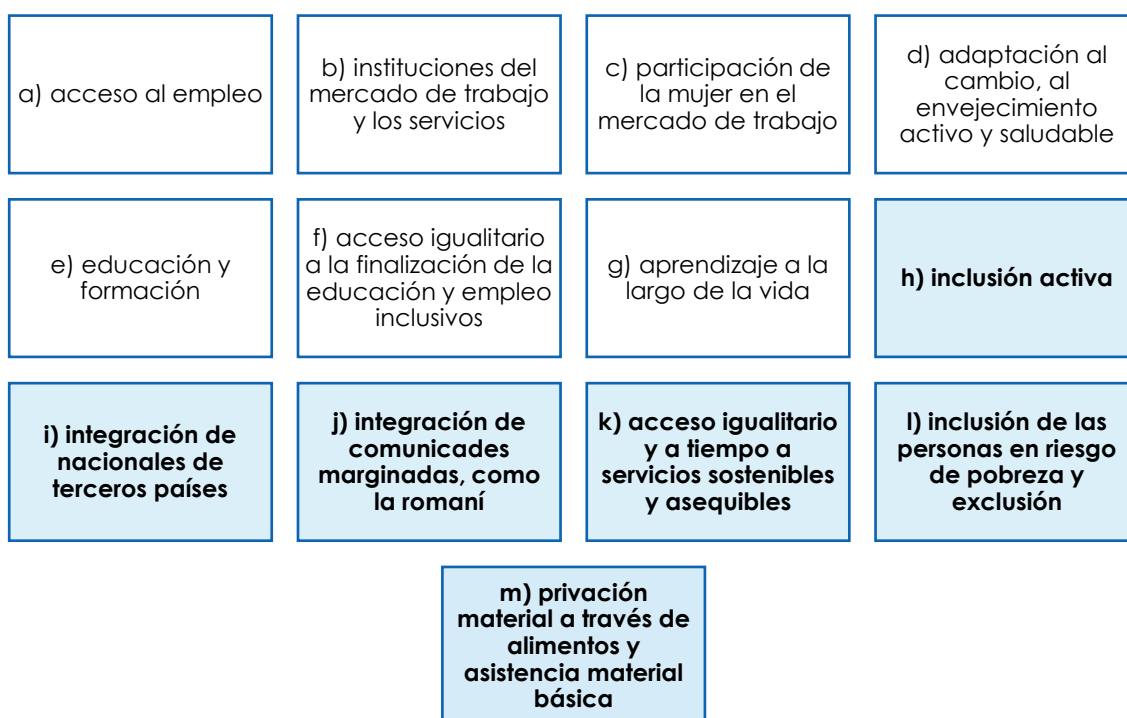 a) acceso al empleo
b) instituciones del
mercado de trabajo
y los servicios
c) participación de
la mujer en el
mercado de trabajo
d) adaptación al
cambio, al
envejecimiento
activo y saludable
e) educación y
formación
f) acceso igualitario
a la finalización de la
educación y empleo
inclusivos
g) aprendizaje a la
largo de la vida
h) inclusión activa
i) integración de
nacionales de
terceros países
j) integración de
comunicades
marginadas, como
la romaní
k) acceso igualitario
y a tiempo a
servicios sostenibles
y asequibles
l) inclusión de las
personas en riesgo
de pobreza y
exclusión
m) privación
material a través de
alimentos y
asistencia material
básica